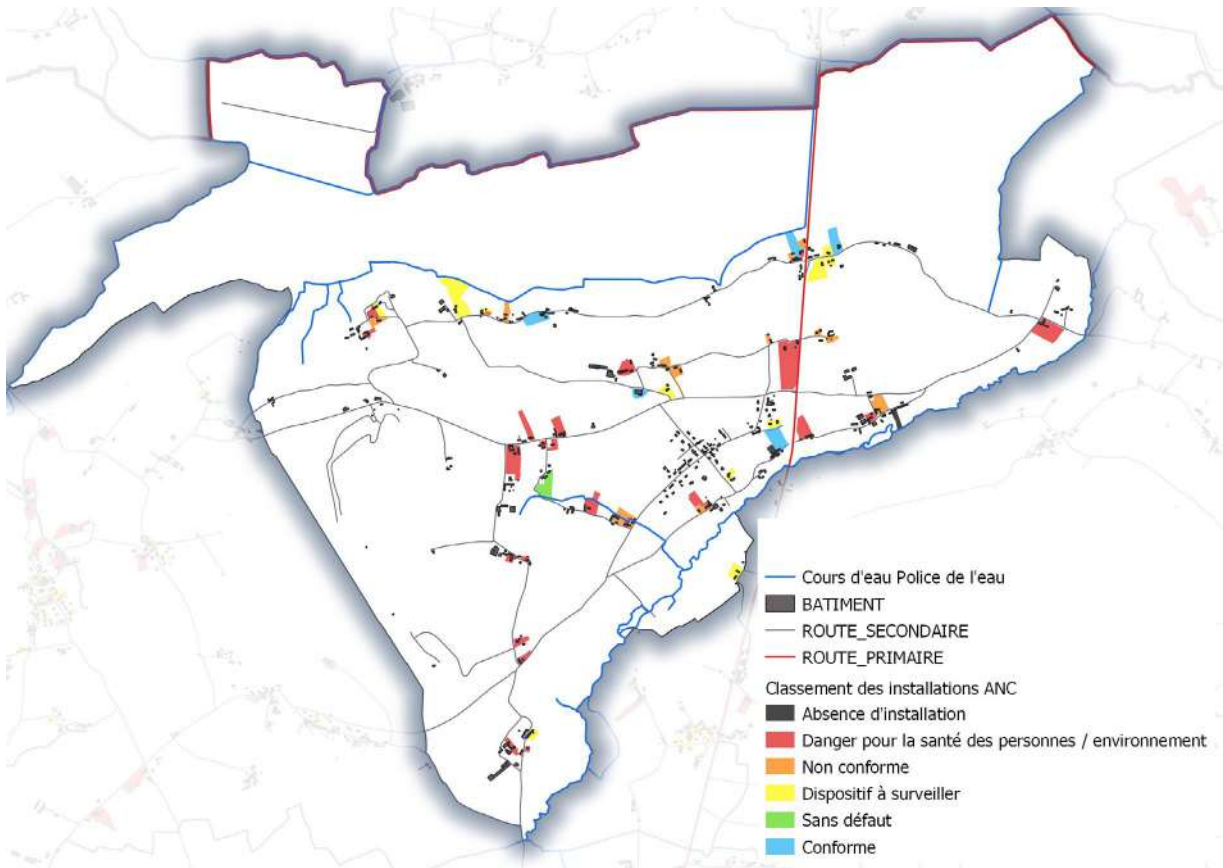 Cours d'eau Police de l'eau
BATIMENT
ROUTE_SECONDAIRE
ROUTE_PRIMAIRE
Classement des installations ANC
Absence d'installation
Danger pour la santé des personnes / environnement
Non conforme
Dispositif à surveiller
Sans défaut
Conforme